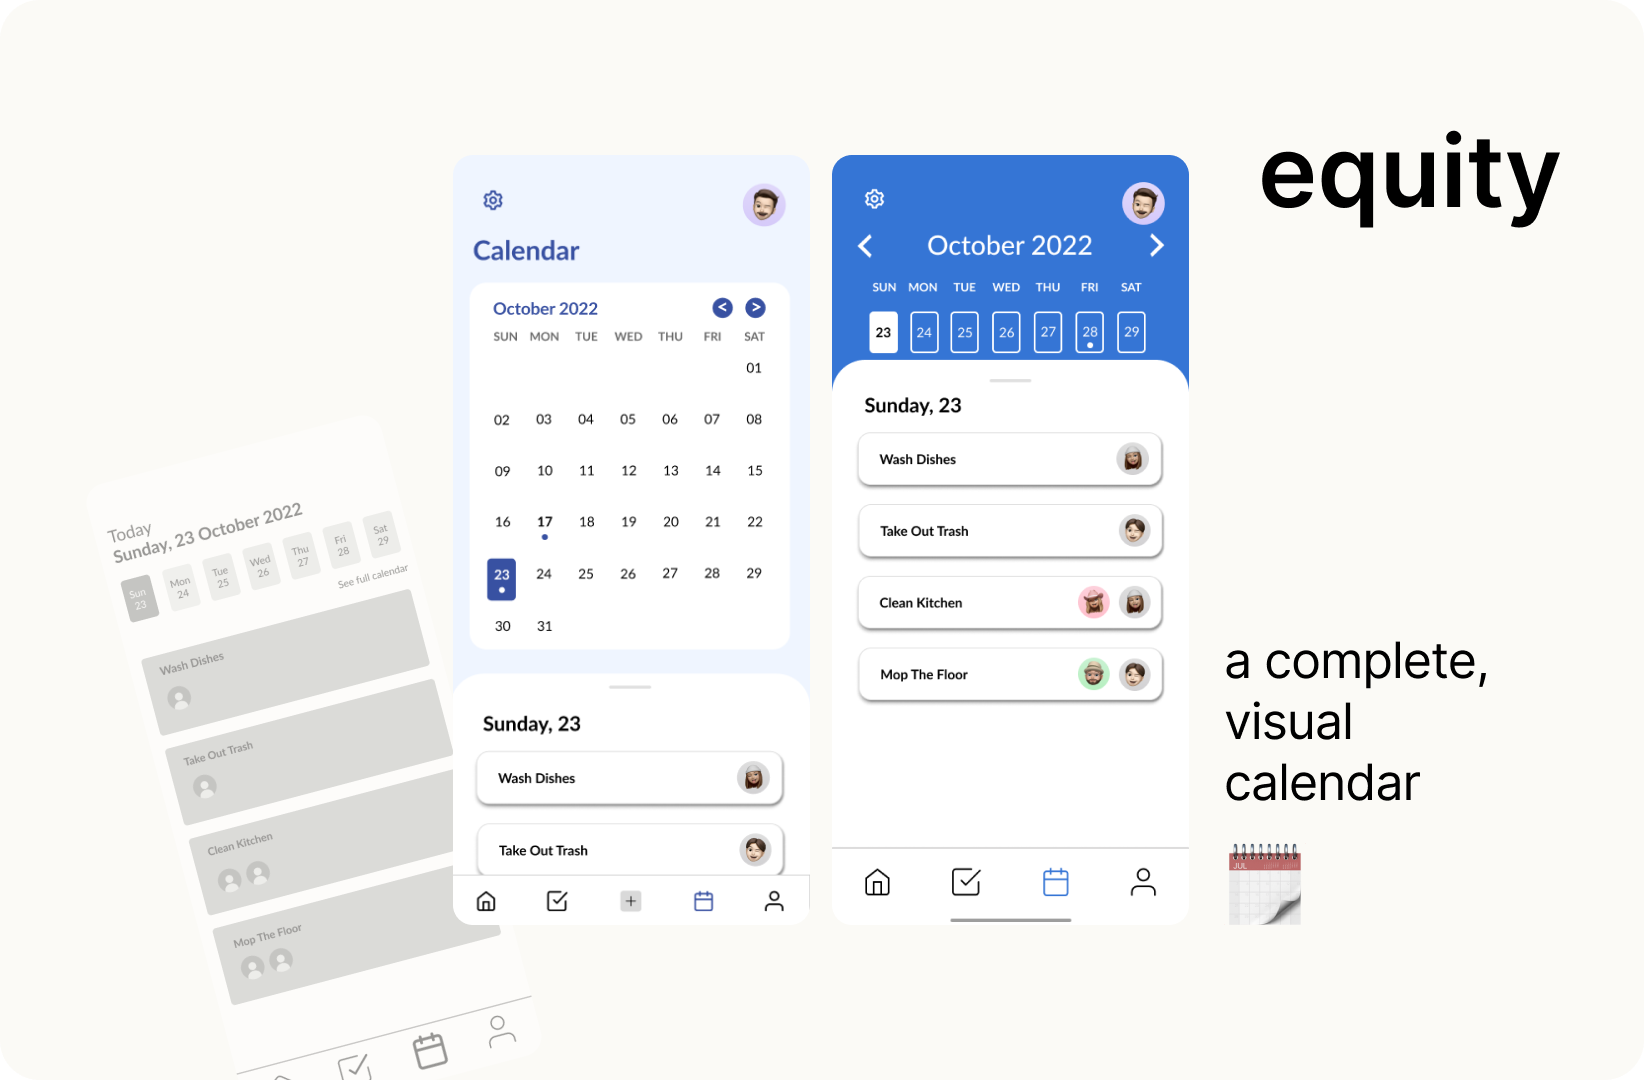 equity
a complete,
visual
calendar
JUL
Today
Sunday, 23 October 2022
Sun Mon Tue Wed Thu Fri Sat
23 24 25 26 27 28 29
See full calendar
Wash Dishes
Take Out Trash
Clean Kitchen
Mop The Floor
Calendar
October 2022 < >
SUN MON TUE WED THU FRI SAT
01
02 03 04 05 06 07 08
09 10 11 12 13 14 15
16 17 18 19 20 21 22
23 24 25 26 27 28 29
30 31
Sunday, 23
Wash Dishes
Take Out Trash
October 2022
SUN MON TUE WED THU FRI SAT
23 24 25 26 27 28 29
Sunday, 23
Wash Dishes
Take Out Trash
Clean Kitchen
Mop The Floor